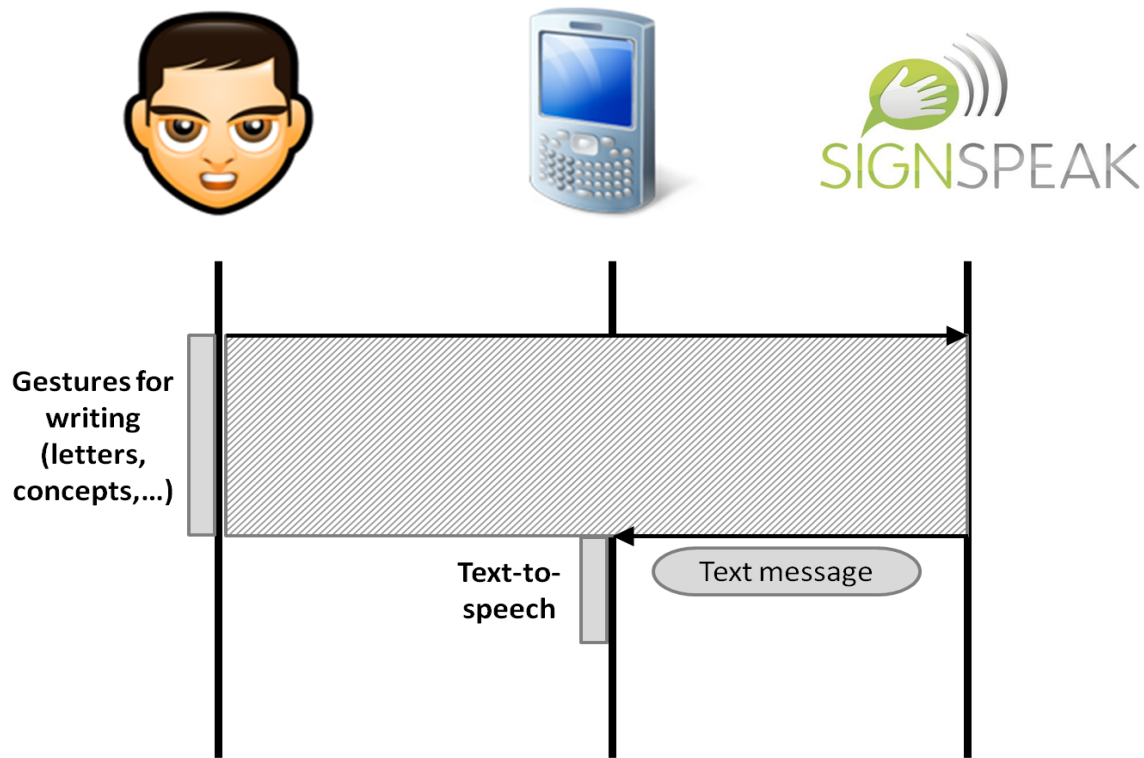 SIGNSPEAK
Gestures for
writing
(letters,
concepts,...)
Text-to-
speech
Text message